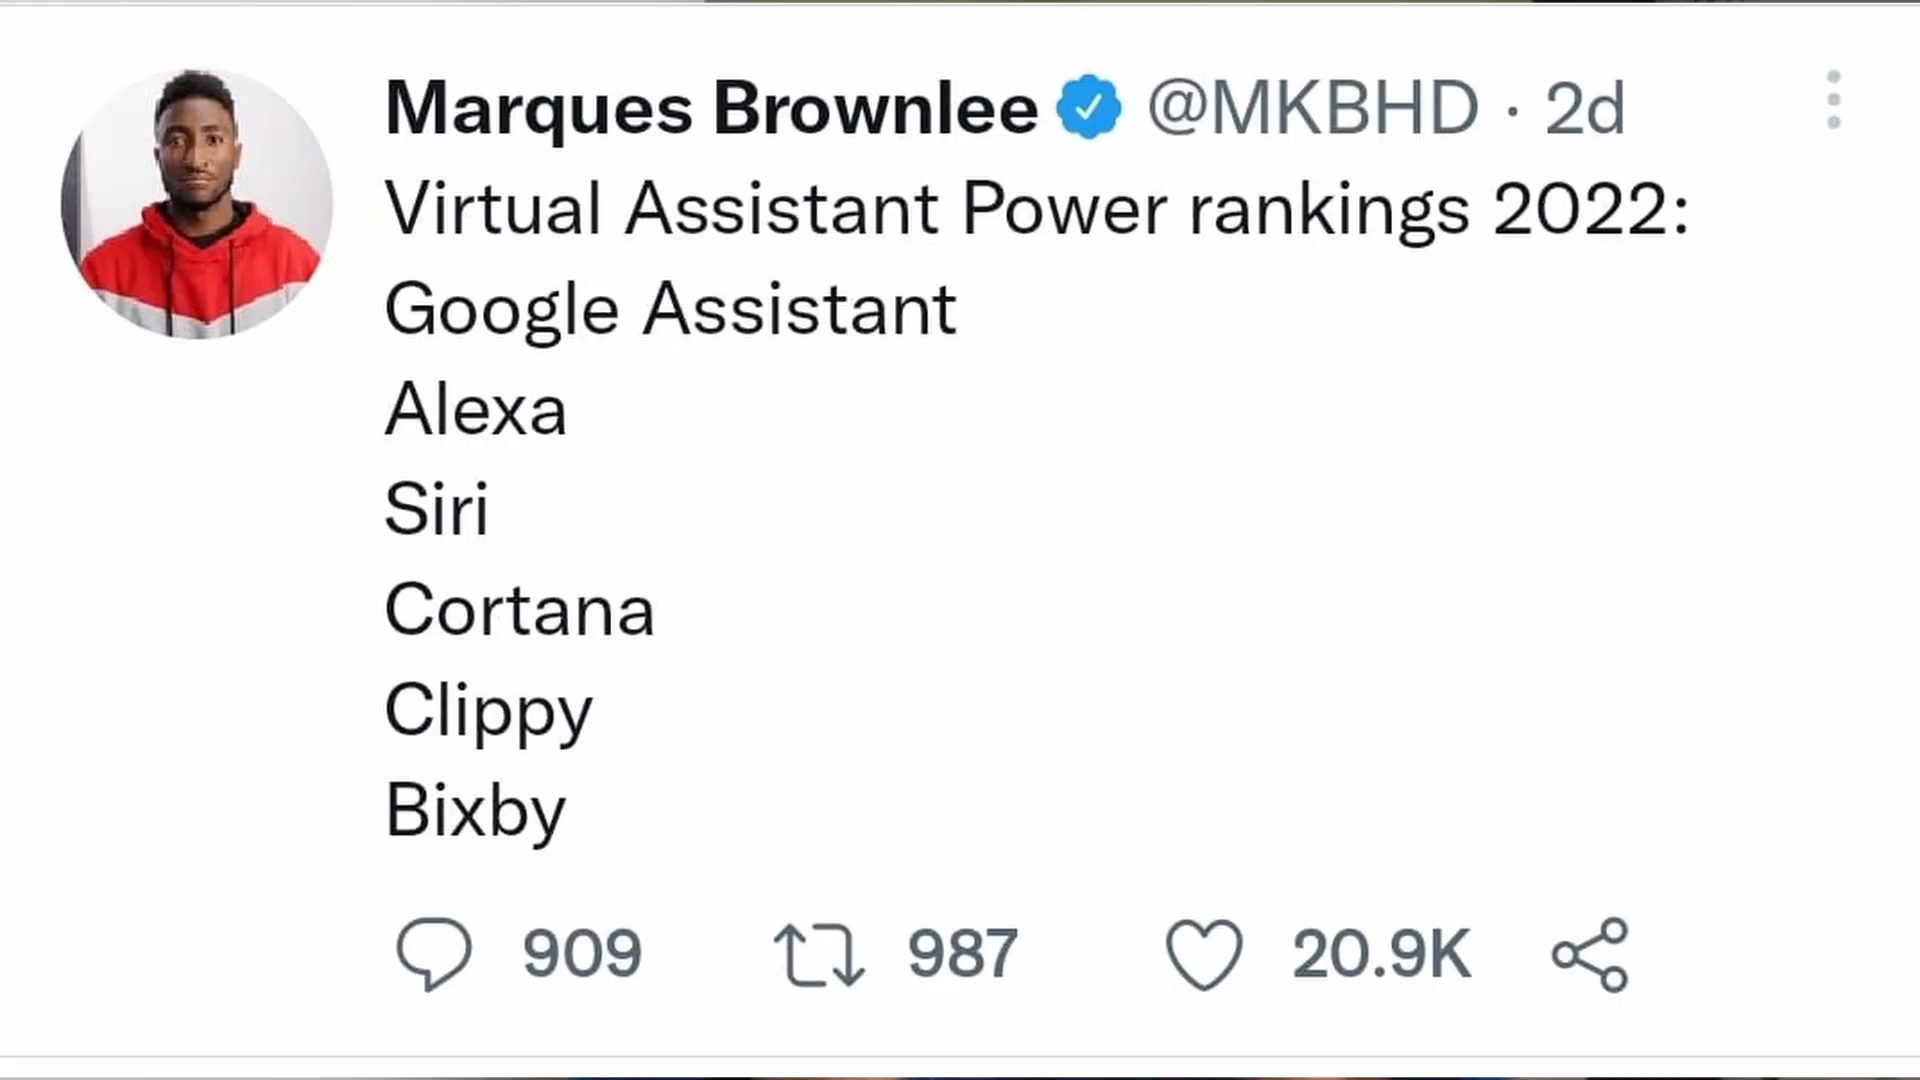 Marques Brownlee @MKBHD · 2d
Virtual Assistant Power rankings 2022:
Google Assistant
Alexa
Siri
Cortana
Clippy
Bixby
909 987 20.9K